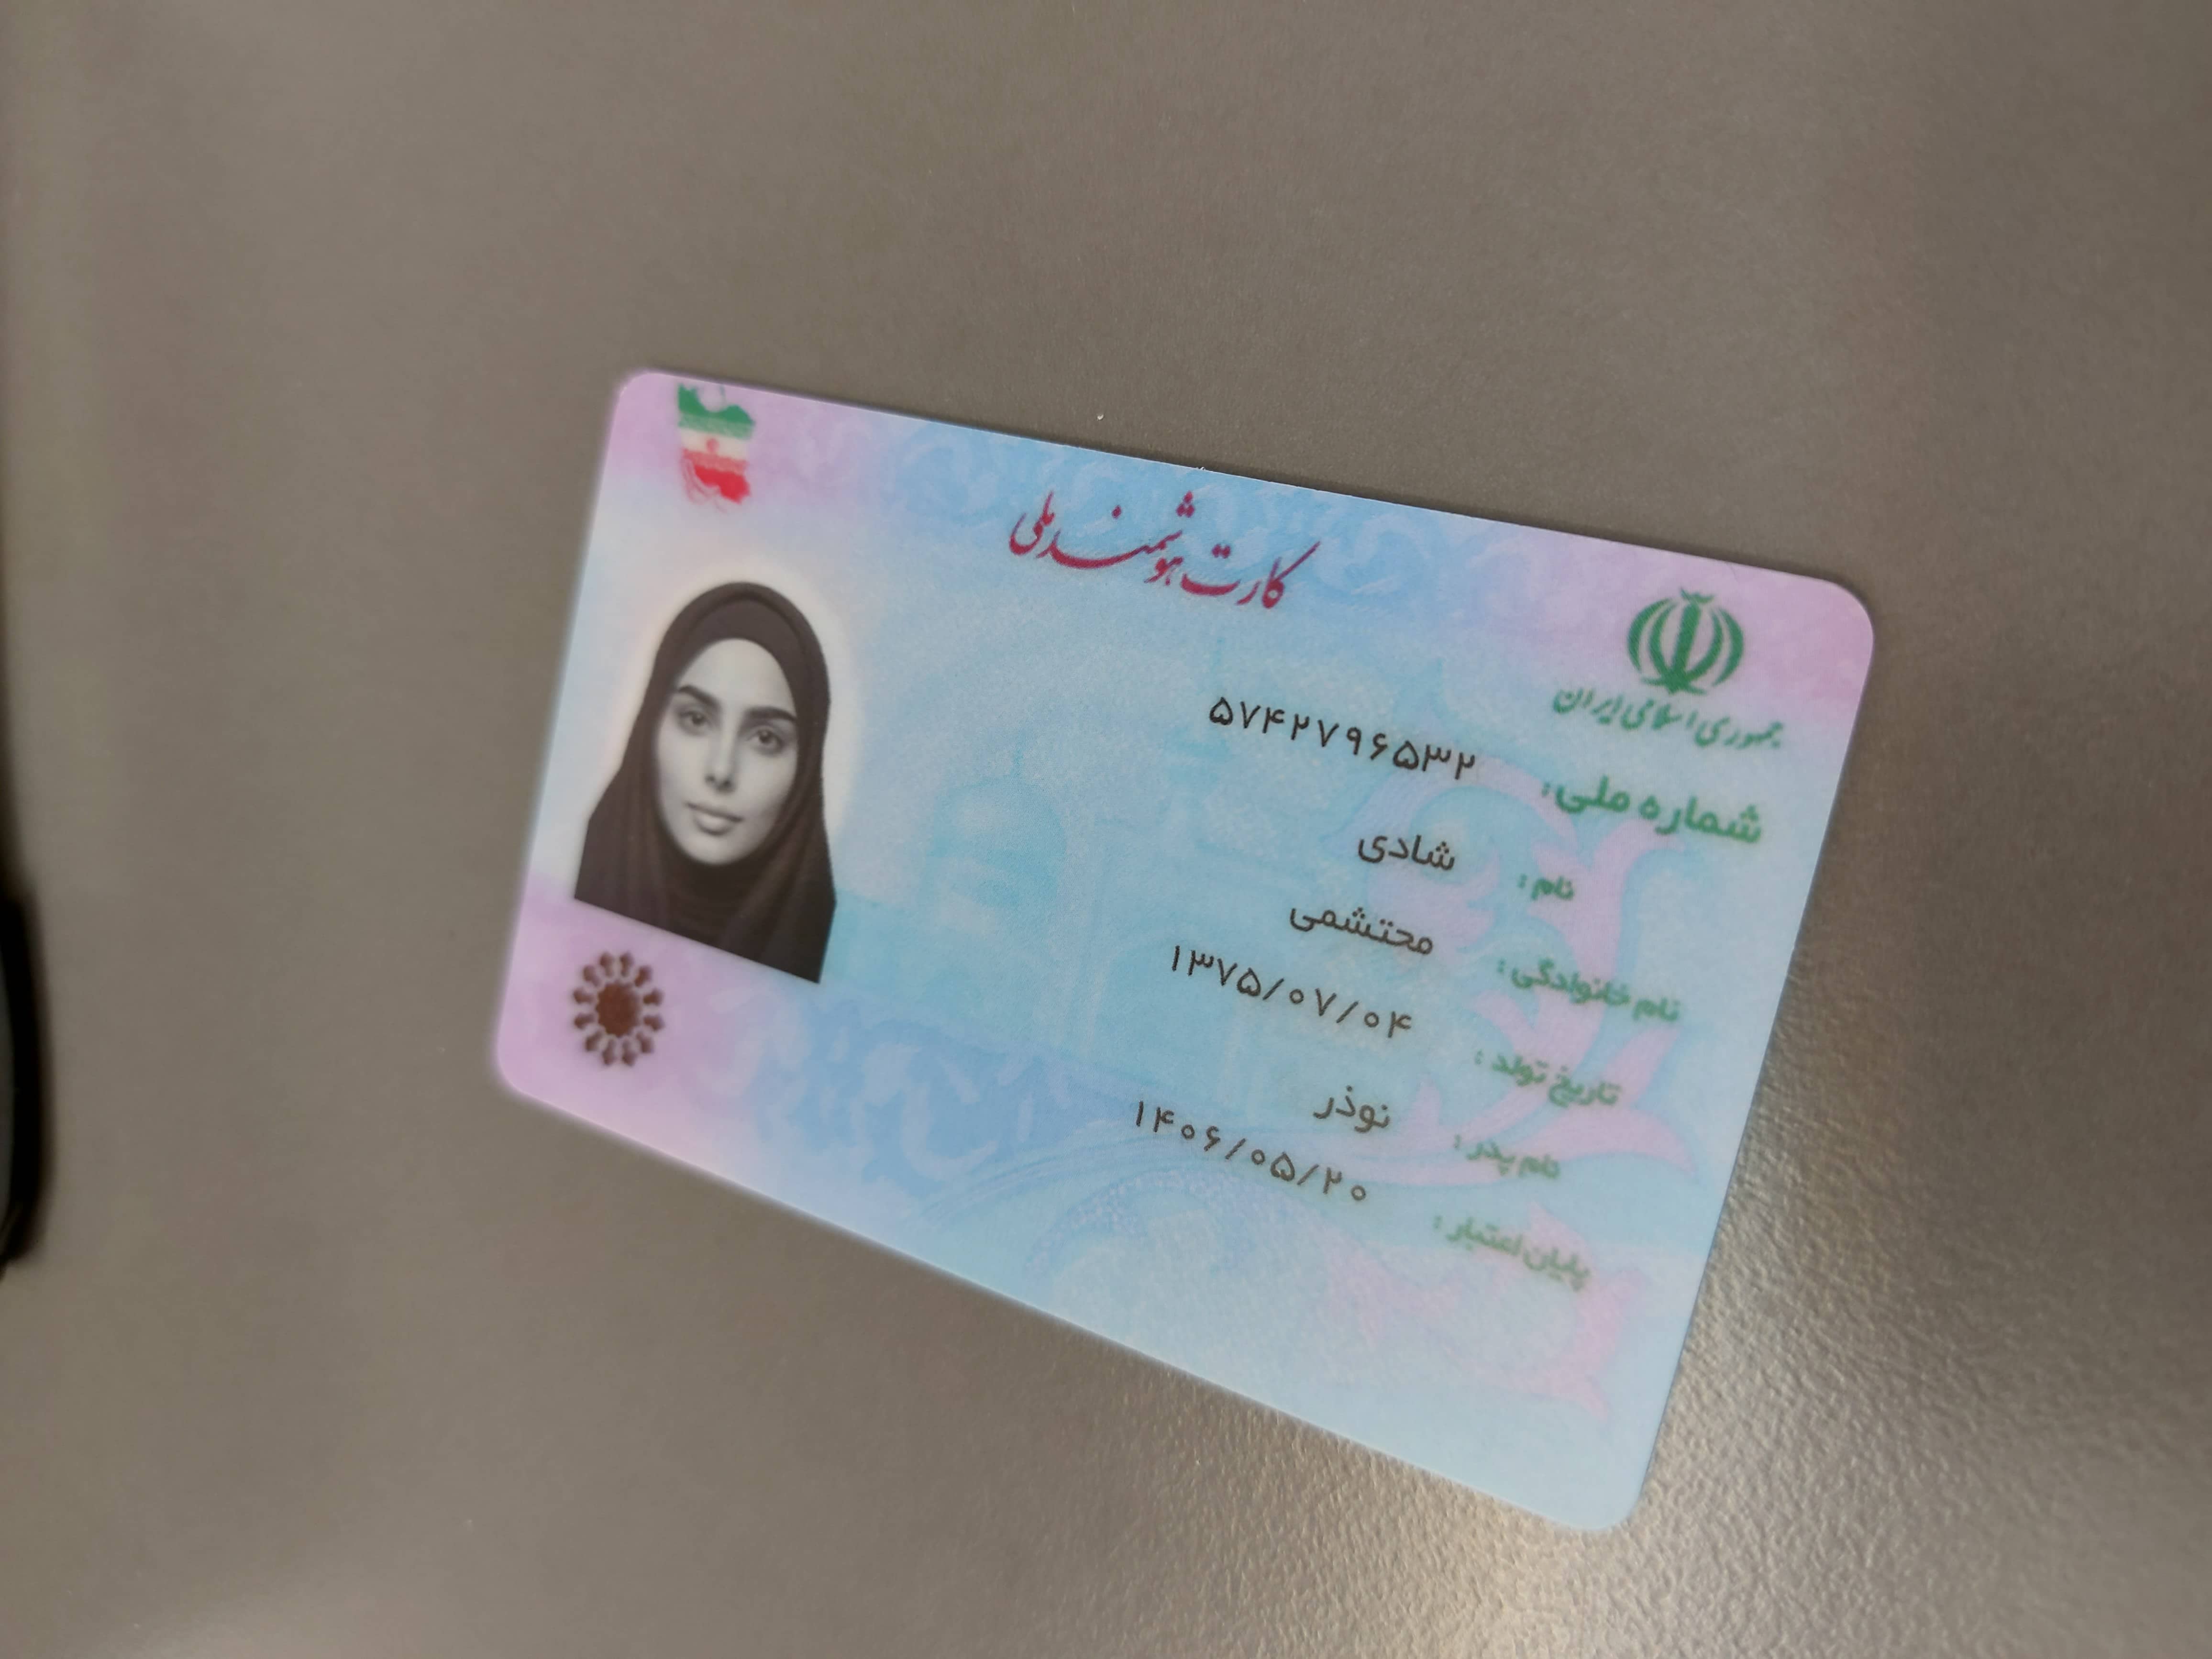 کارت هوشمند ملی
جمهوری اسلامی ایران
شماره ملی: ۵۷۴۲۷۹۶۵۳۲
نام : شادی
نام خانوادگی : محتشمی
تاریخ تولد : ۱۳۷۵/۰۷/۰۴
نام پدر : نوذر
پایان اعتبار : ۱۴۰۶/۰۵/۲۰